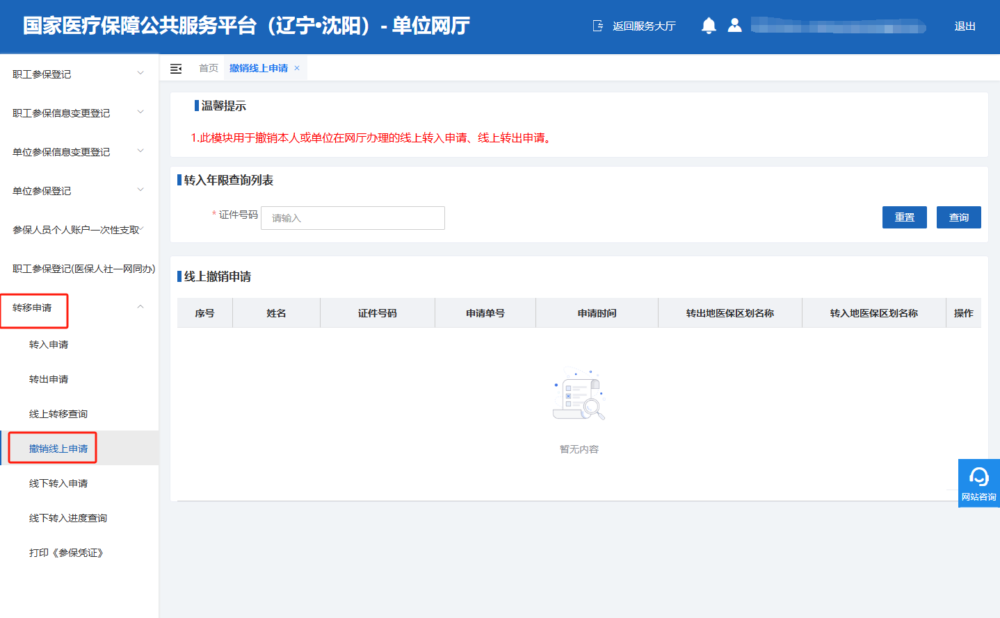 国家医疗保障公共服务平台（辽宁•沈阳）- 单位网厅
返回服务大厅
退出
职工参保登记
职工参保信息变更登记
单位参保信息变更登记
单位参保登记
参保人员个人账户一次性支取
职工参保登记(医保人社一网同办)
转移申请
转入申请
转出申请
线上转移查询
撤销线上申请
线下转入申请
线下转入进度查询
打印《参保凭证》
首页 撤销线上申请 ×
温馨提示
1.此模块用于撤销本人或单位在网厅办理的线上转入申请、线上转出申请。
转入年限查询列表
* 证件号码 请输入 重置 查询
线上撤销申请
序号 姓名 证件号码 申请单号 申请时间 转出地医保区划名称 转入地医保区划名称 操作
暂无内容
网站咨询